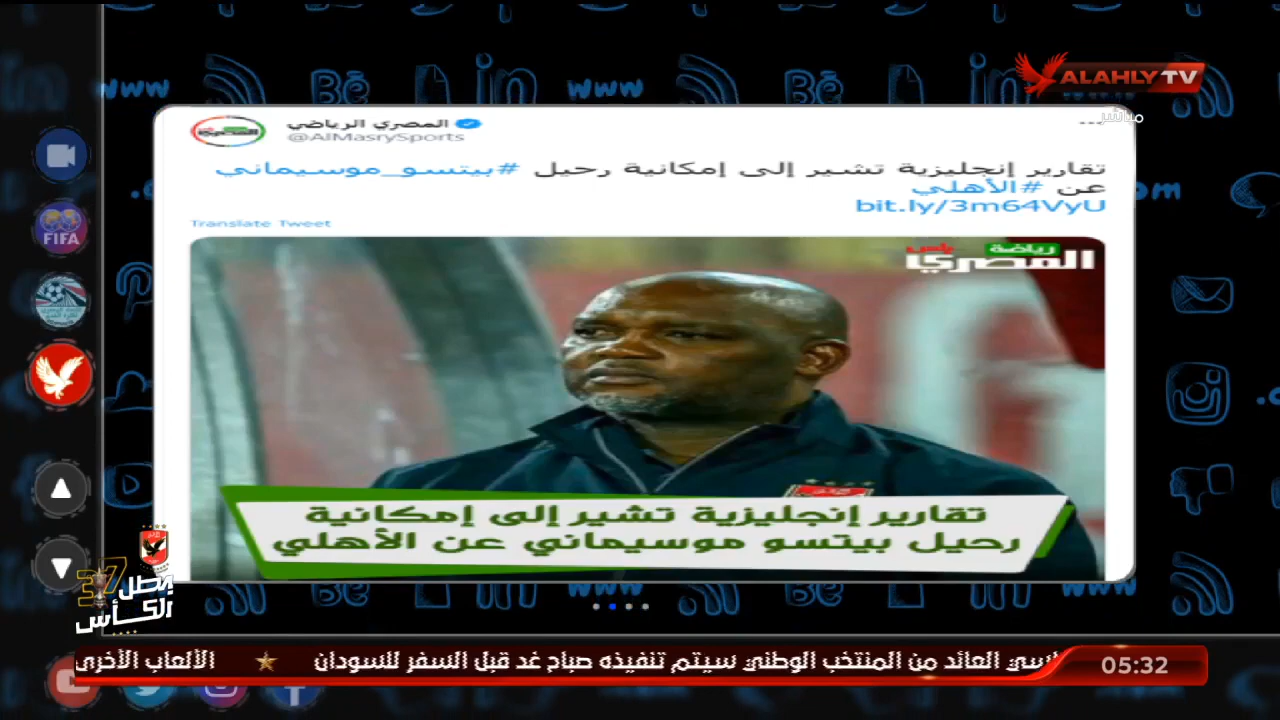 ALAHLY TV
مباشر
المصري الرياضي
@AlMasrySports
تقارير إنجليزية تشير إلى إمكانية رحيل #بيتسو_موسيماني
عن #الأهلي
bit.ly/3m64VyU
Translate Tweet
رياضة
المصري
FIFA
تقارير إنجليزية تشير إلى إمكانية
رحيل بيتسو موسيماني عن الأهلي
بطل 37
الكأس
العائد من المنتخب الوطني سيتم تنفيذه صباح غد قبل السفر للسودان
الألعاب الأخرى
05:32